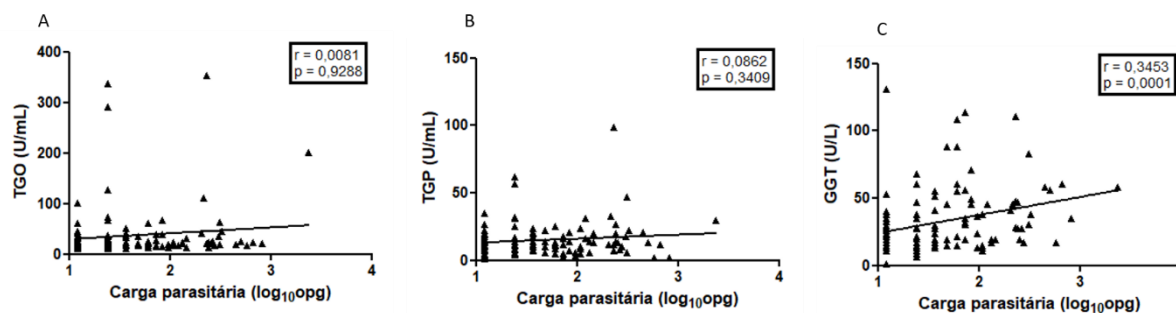 A
TGO (U/mL)
400
300
200
100
0
r = 0,0081
p = 0,9288
1
2
3
4
Carga parasitária (log10opg)
B
TGP (U/mL)
150
100
50
0
r = 0,0862
p = 0,3409
1
2
3
4
Carga parasitária (log10opg)
C
GGT (U/L)
150
100
50
0
r = 0,3453
p = 0,0001
1
2
3
Carga parasitária (log10opg)